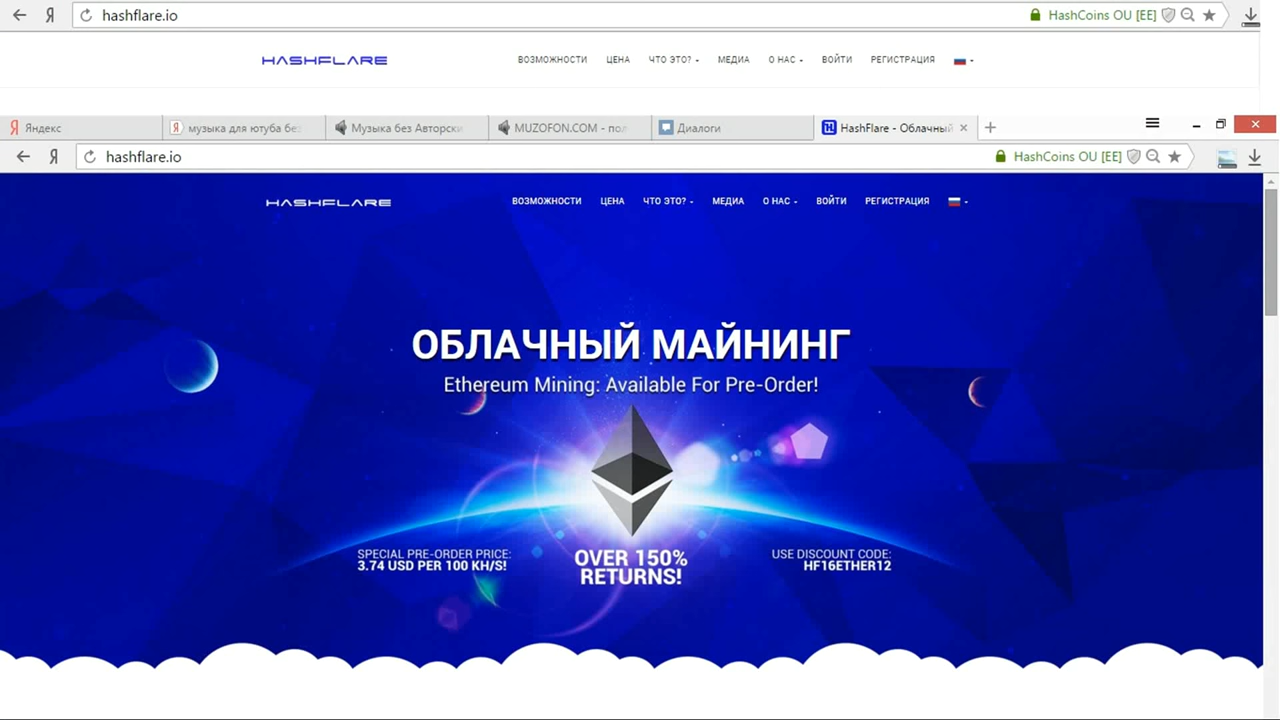 hashflare.io HashCoins OU [EE]
HASHFLARE ВОЗМОЖНОСТИ ЦЕНА ЧТО ЭТО? МЕДИА О НАС ВОЙТИ РЕГИСТРАЦИЯ
Яндекс музыка для ютуба без Музыка без Авторски MUZOFON.COM - пол Диалоги HashFlare - Облачный
hashflare.io HashCoins OU [EE]
HASHFLARE ВОЗМОЖНОСТИ ЦЕНА ЧТО ЭТО? МЕДИА О НАС ВОЙТИ РЕГИСТРАЦИЯ
ОБЛАЧНЫЙ МАЙНИНГ
Ethereum Mining: Available For Pre-Order!
SPECIAL PRE-ORDER PRICE:
3.74 USD PER 100 KH/S!
OVER 150%
RETURNS!
USE DISCOUNT CODE:
HF16ETHER12